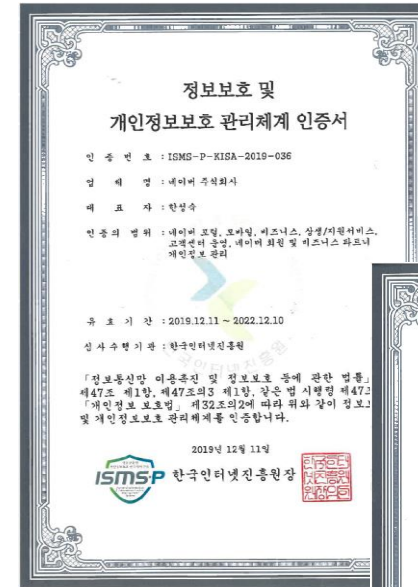 정보보호 및
개인정보보호 관리체계 인증서
인 증 번 호 : ISMS-P-KISA-2019-036
업 체 명 : 네이버 주식회사
대 표 자 : 한성숙
인증의 범위 : 네이버 포털, 모바일, 비즈니스, 상생/지원서비스,
고객센터 운영, 네이버 회원 및 비즈니스 파트너
개인정보 관리
유 효 기 간 : 2019.12.11 ~ 2022.12.10
심사수행기관 : 한국인터넷진흥원
「정보통신망 이용촉진 및 정보보호 등에 관한 법률」
제47조 제1항, 제47조의3 제1항, 같은 법 시행령 제47조
「개인정보 보호법」 제32조의2에 따라 위와 같이 정보
및 개인정보보호 관리체계를 인증합니다.
2019년 12월 11일
ISMS-P 한국인터넷진흥원장